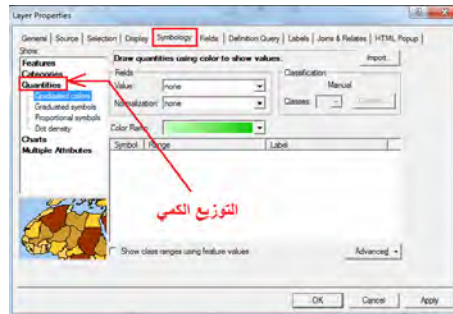 Layer Properties
General | Source | Selection | Display | Symbology | Fields | Definition Query | Labels | Joins & Relates | HTML Popup
Show:
Features
Categories
Quantities
Graduated colors
Graduated symbols
Proportional symbols
Dot density
Charts
Multiple Attributes
Draw quantities using color to show values.
Import...
Fields
Value: none
Normalization: none
Classification
Manual
Classes:
Color Ramp
Symbol | Range | Label
التوزيع الكمي
Show class ranges using feature values
Advanced
OK
Cancel
Apply